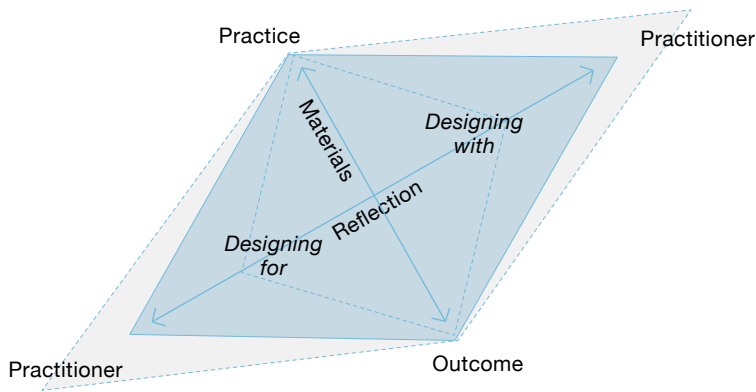 Practice
Practitioner
Materials
Designing
with
Reflection
Designing
for
Practitioner
Outcome